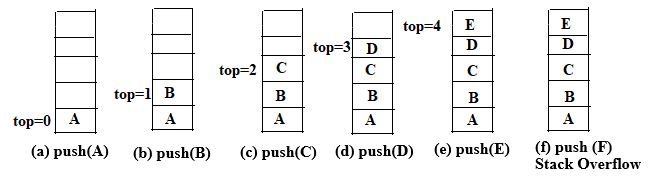 top=4 E E
top=3 D D D
top=2 C C C C
top=1 B B B B B
top=0 A A A A A A
(a) push(A) (b) push(B) (c) push(C) (d) push(D) (e) push(E) (f) push (F)
Stack Overflow